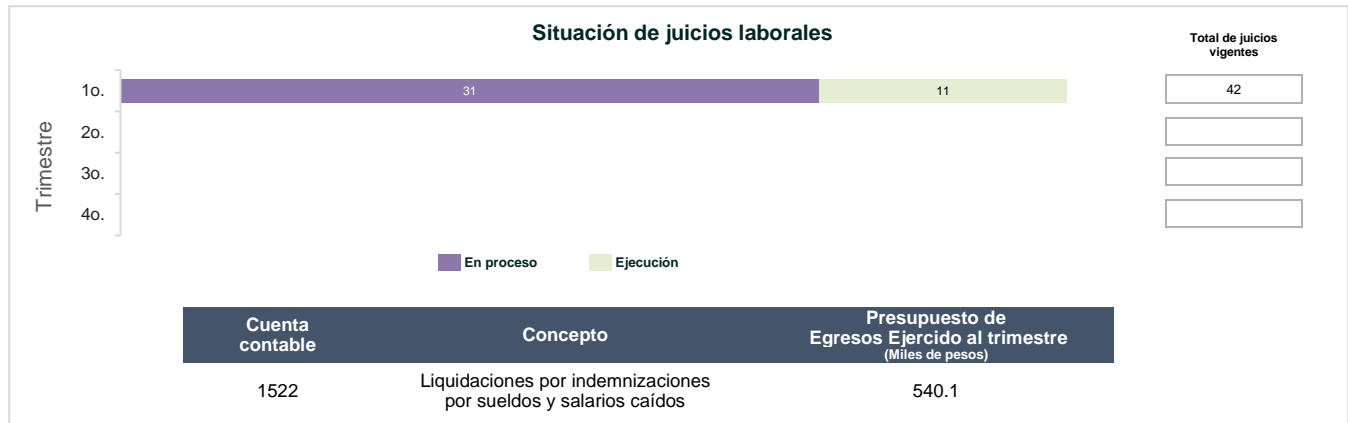 Situación de juicios laborales
Total de juicios
vigentes
Trimestre
1o.
31
11
42
2o.
3o.
4o.
En proceso
Ejecución
Cuenta
contable
Concepto
Presupuesto de
Egresos Ejercido al trimestre
(Miles de pesos)
1522
Liquidaciones por indemnizaciones
por sueldos y salarios caídos
540.1